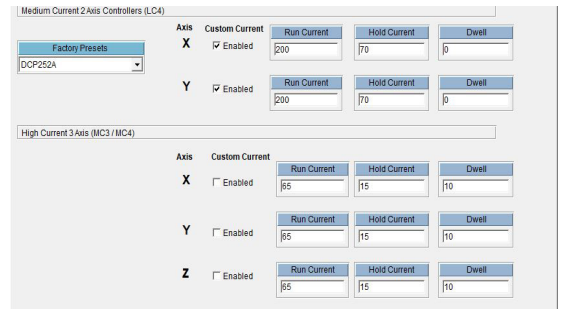 Medium Current 2 Axis Controllers (LC4)
Axis Custom Current
Factory Presets
DCP252A
X Enabled Run Current Hold Current Dwell
200 70 0
Y Enabled Run Current Hold Current Dwell
200 70 0
High Current 3 Axis (MC3 / MC4)
Axis Custom Current
X Enabled Run Current Hold Current Dwell
65 15 10
Y Enabled Run Current Hold Current Dwell
65 15 10
Z Enabled Run Current Hold Current Dwell
65 15 10